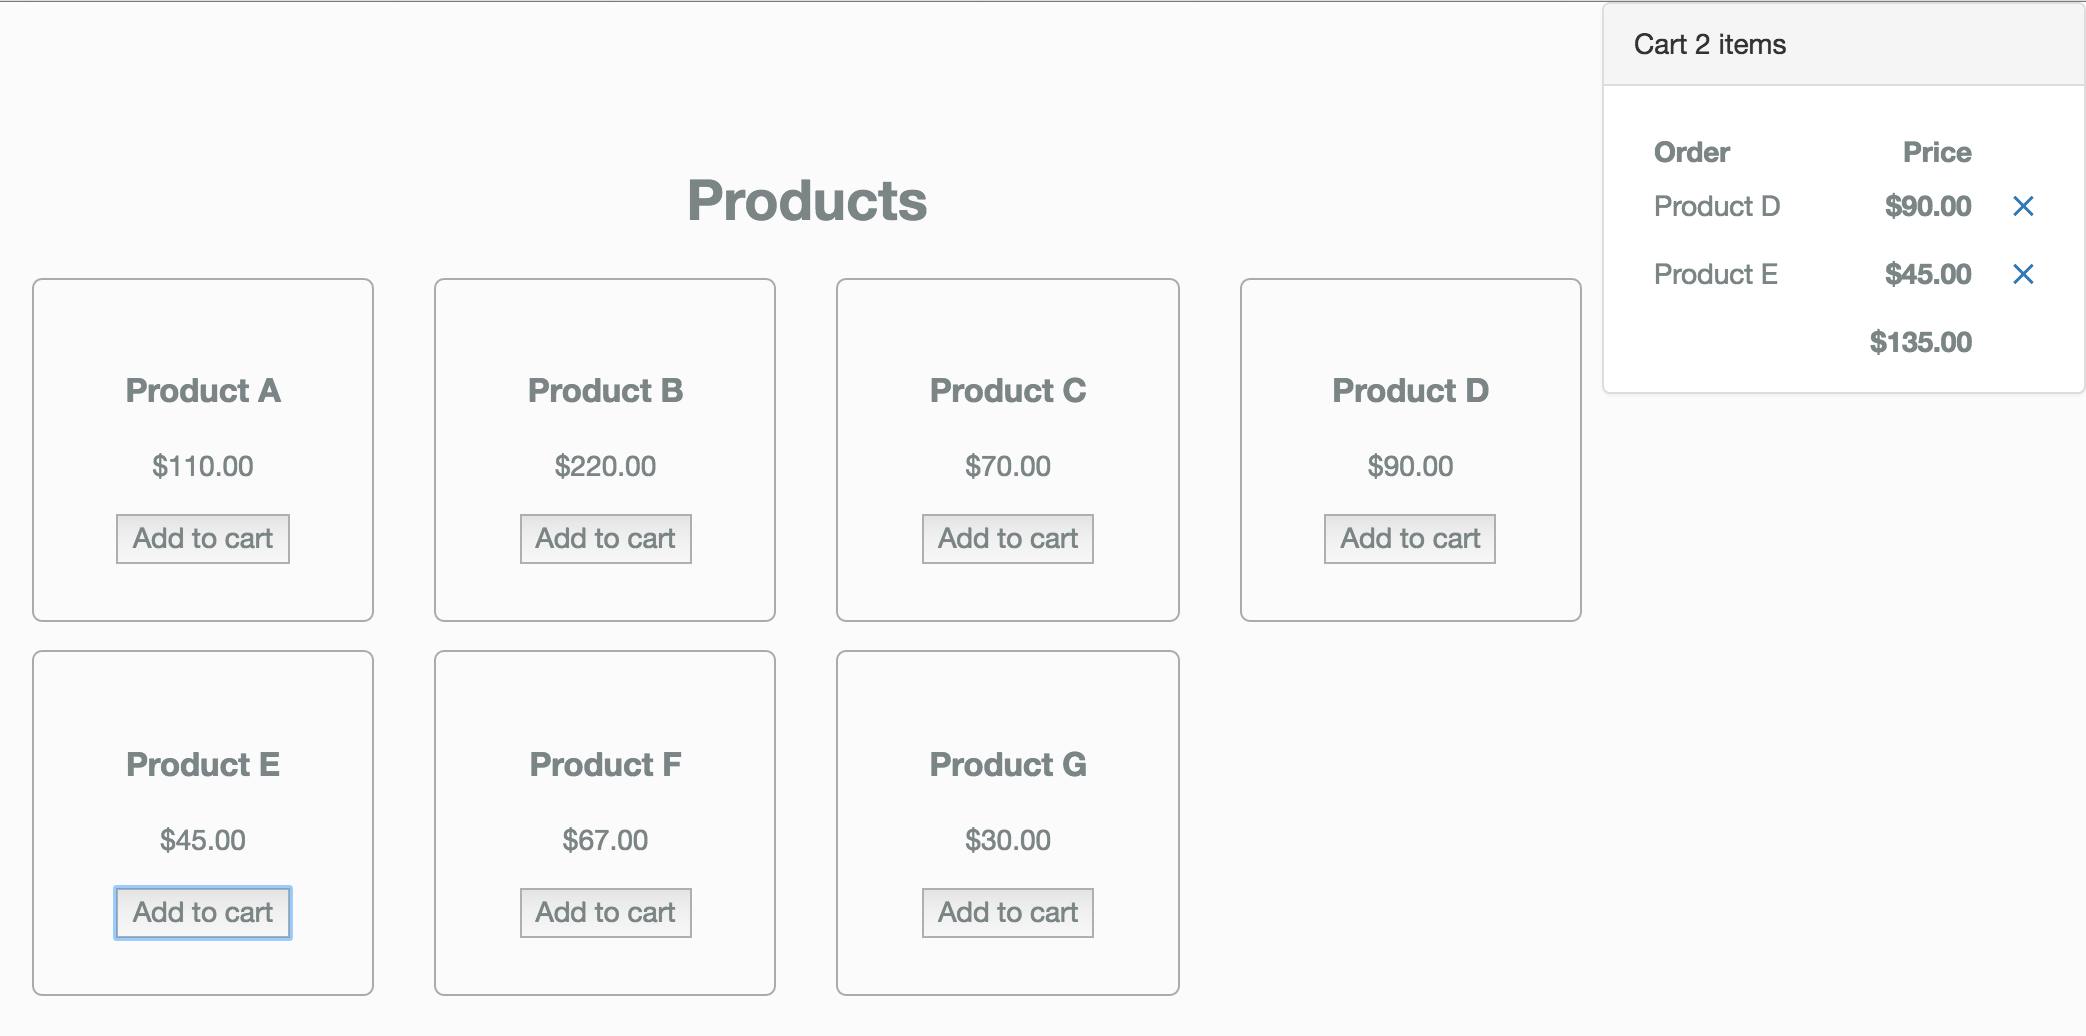 Cart 2 items
Order Price
Product D $90.00 ×
Product E $45.00 ×
$135.00
Products
Product A
$110.00
Add to cart
Product B
$220.00
Add to cart
Product C
$70.00
Add to cart
Product D
$90.00
Add to cart
Product E
$45.00
Add to cart
Product F
$67.00
Add to cart
Product G
$30.00
Add to cart